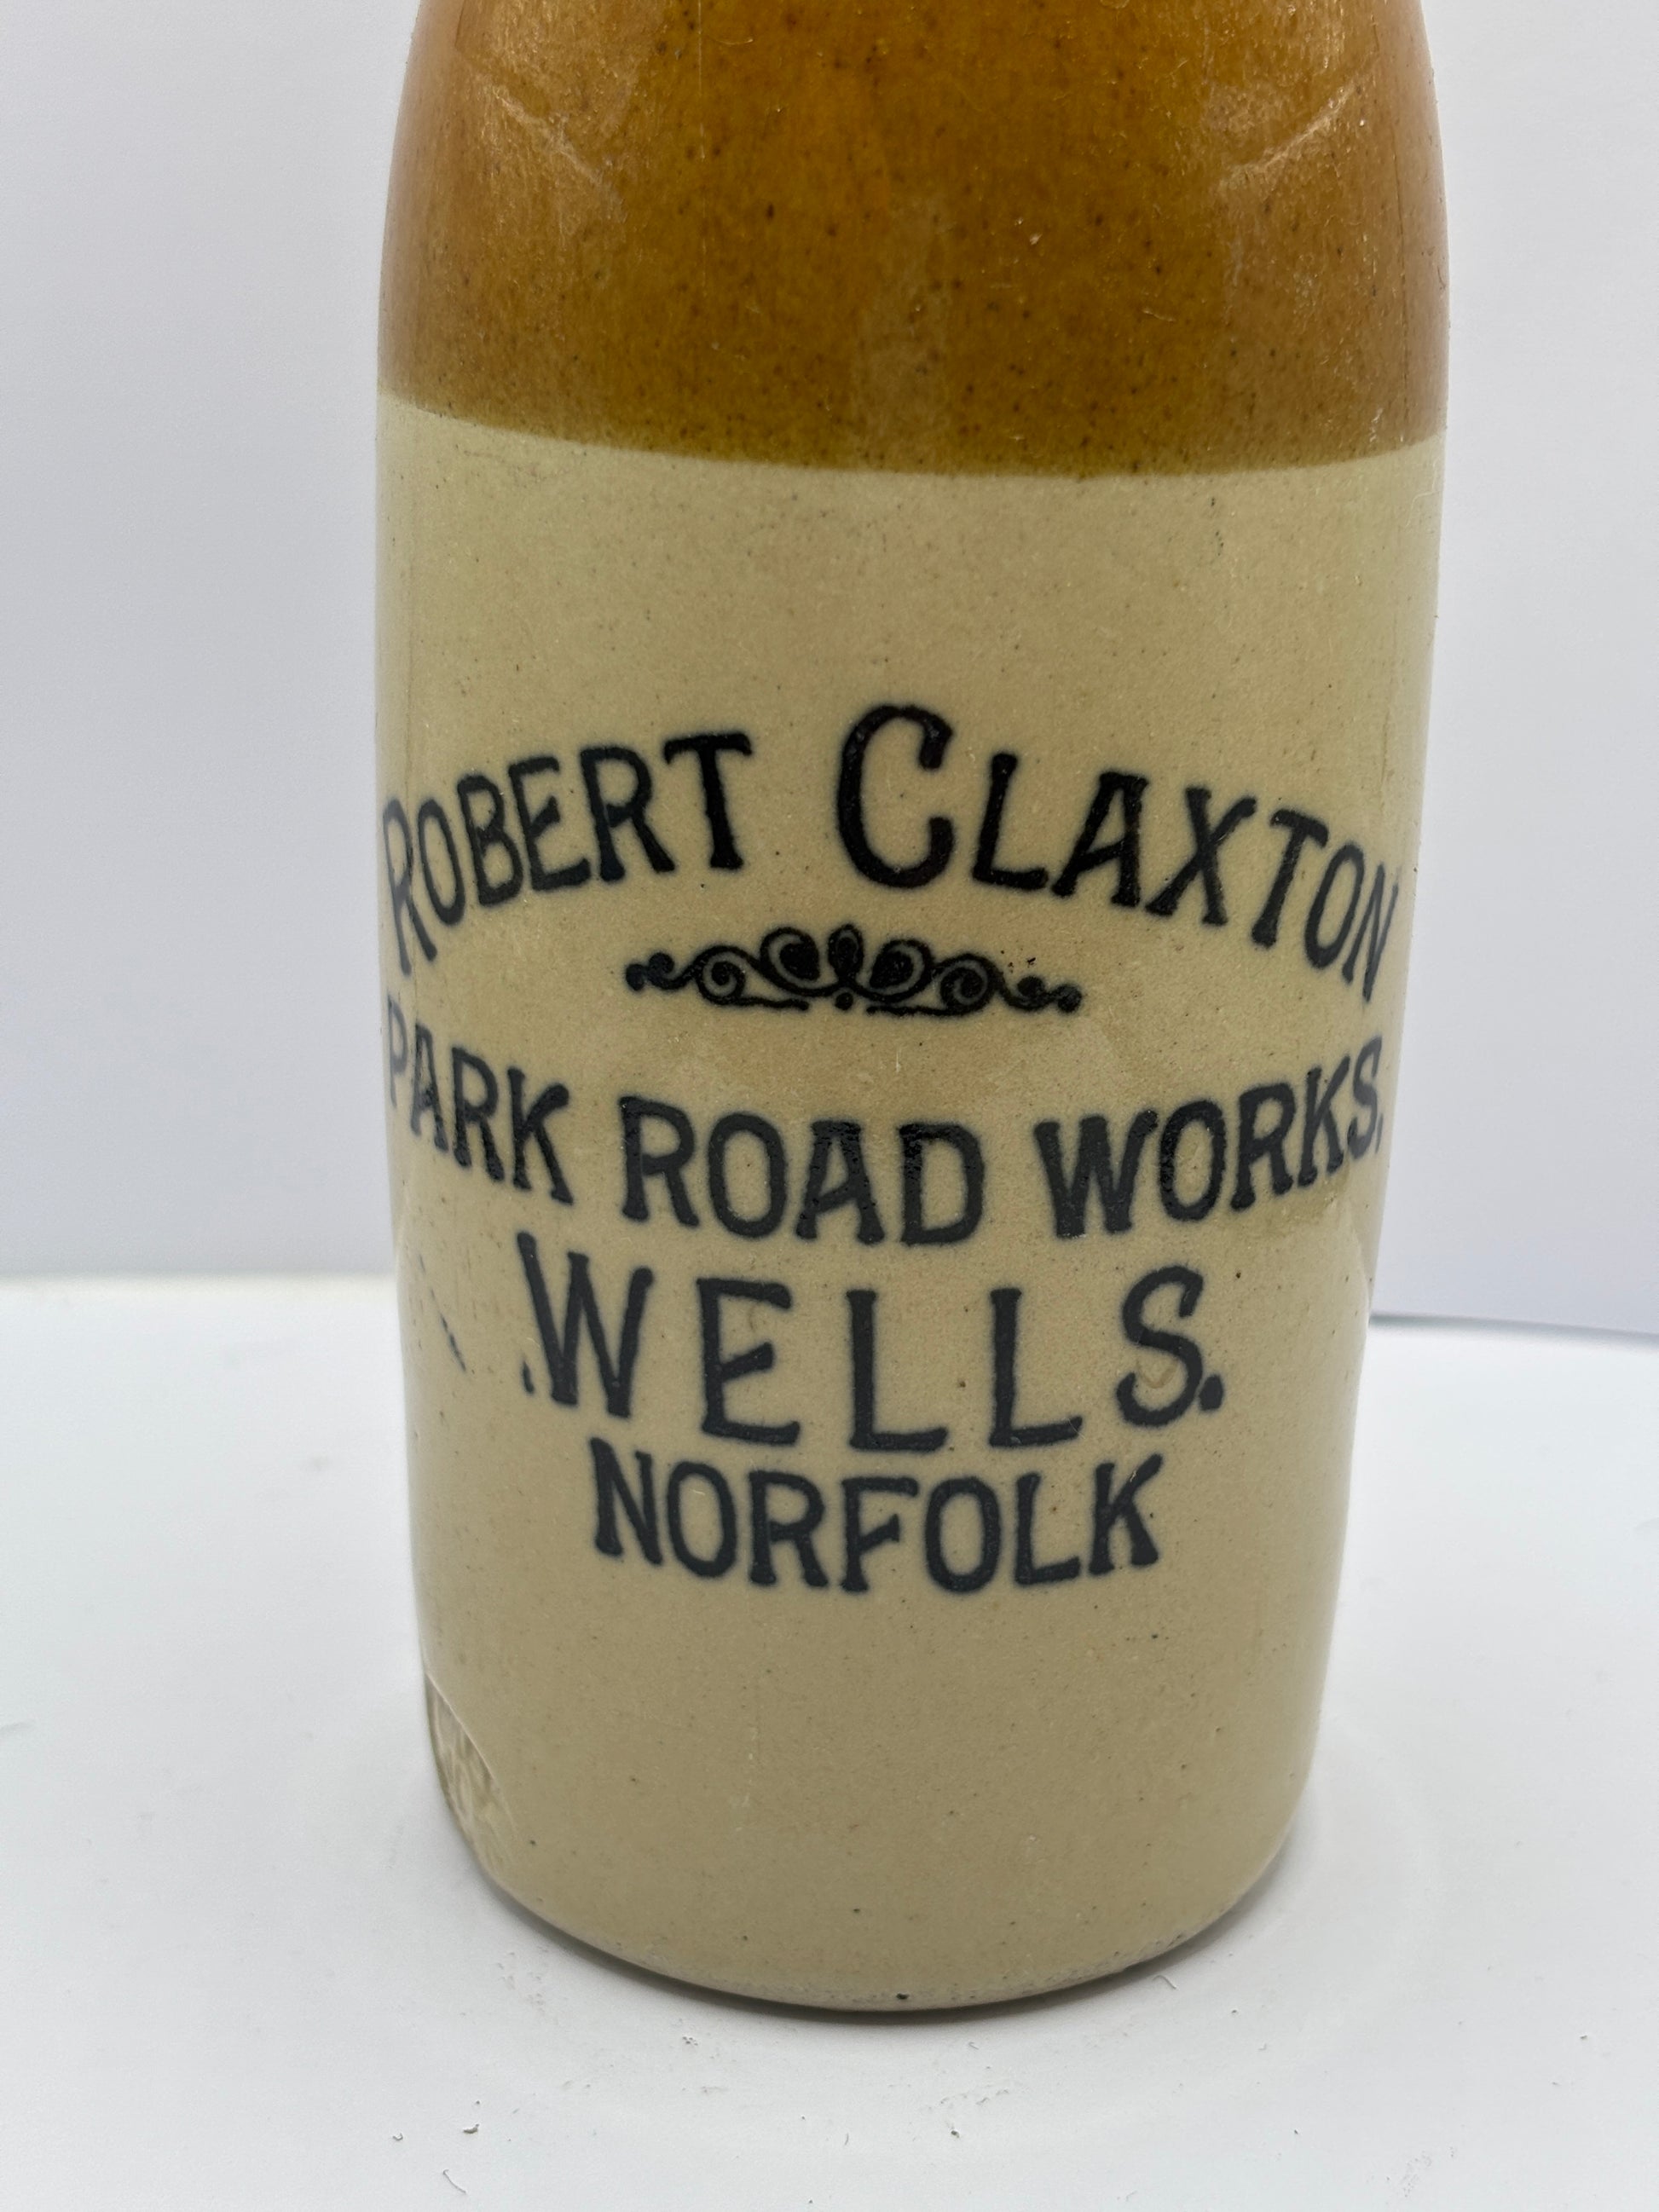 ROBERT CLAXTON
PARK ROAD WORKS,
WELLS.
NORFOLK